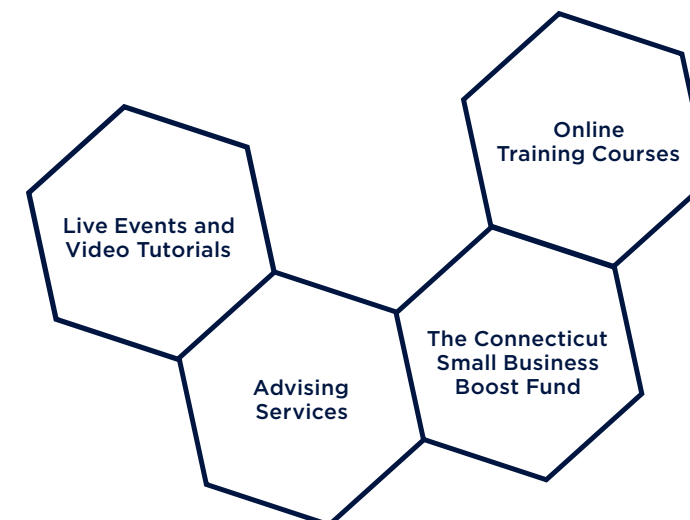 Online
Training Courses
Live Events and
Video Tutorials
The Connecticut
Small Business
Boost Fund
Advising
Services